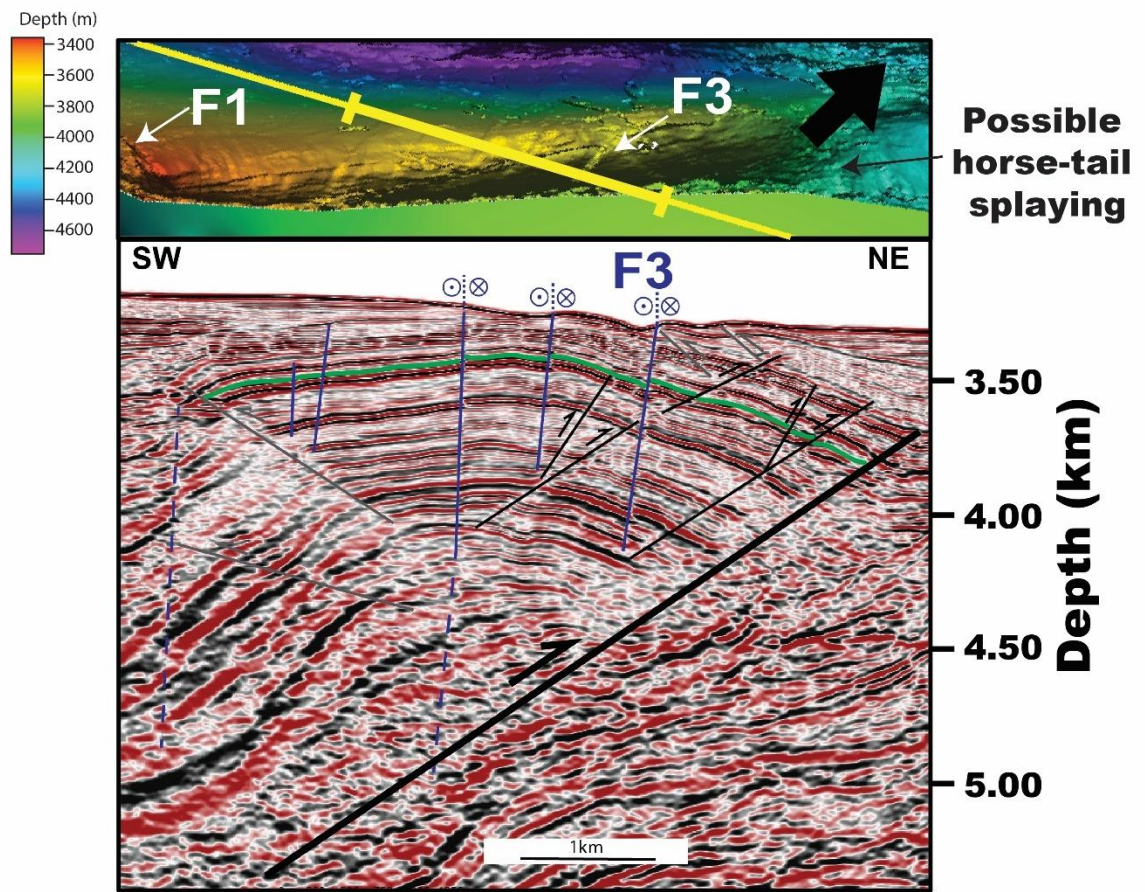 Depth (m)
3400
3600
3800
4000
4200
4400
4600
F1
F3
Possible
horse-tail
splaying
SW
F3
NE
3.50
4.00
4.50
5.00
Depth (km)
1km